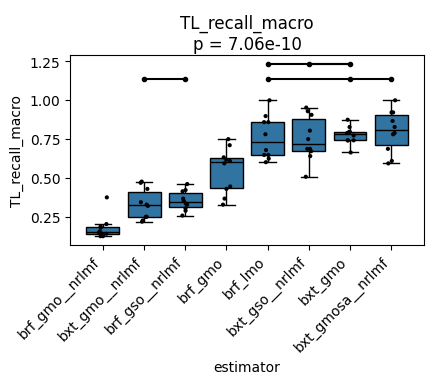 TL_recall_macro
p = 7.06e-10
TL_recall_macro
1.25
1.00
0.75
0.50
0.25
brf_gmo__nrlmf
bxt_gmo__nrlmf
brf_gso__nrlmf
brf_gmo
brf_lmo
bxt_gso__nrlmf
bxt_gmo
bxt_gmosa__nrlmf
estimator